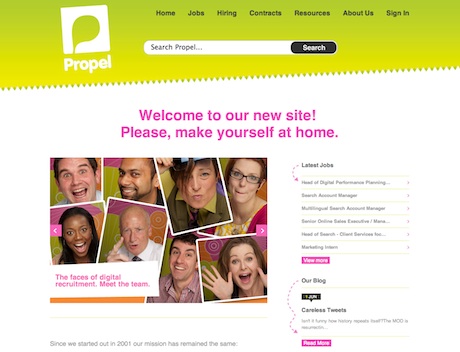 Home Jobs Hiring Contracts Resources About Us Sign In
Propel
Search Propel... Search
Welcome to our new site!
Please, make yourself at home.
Latest Jobs
Head of Digital Performance Planning...
Search Account Manager
Multilingual Search Account Manager
Senior Online Sales Executive / Mana...
Head of Search - Client Services foc...
Marketing Intern
View more
The faces of digital
recruitment. Meet the team.
Our Blog
1 JUN
Careless Tweets
Isn't it funny how history repeats itself?The MOD is
resurrectin...
Read More
Since we started out in 2001 our mission has remained the same: